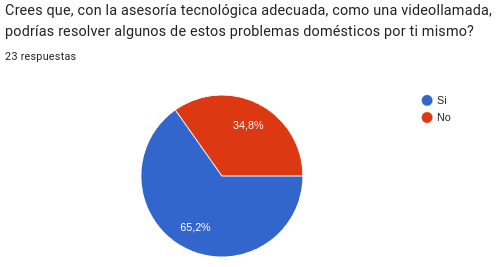 Crees que, con la asesoría tecnológica adecuada, como una videollamada,
podrías resolver algunos de estos problemas domésticos por ti mismo?
23 respuestas
Si
No
34,8%
65,2%